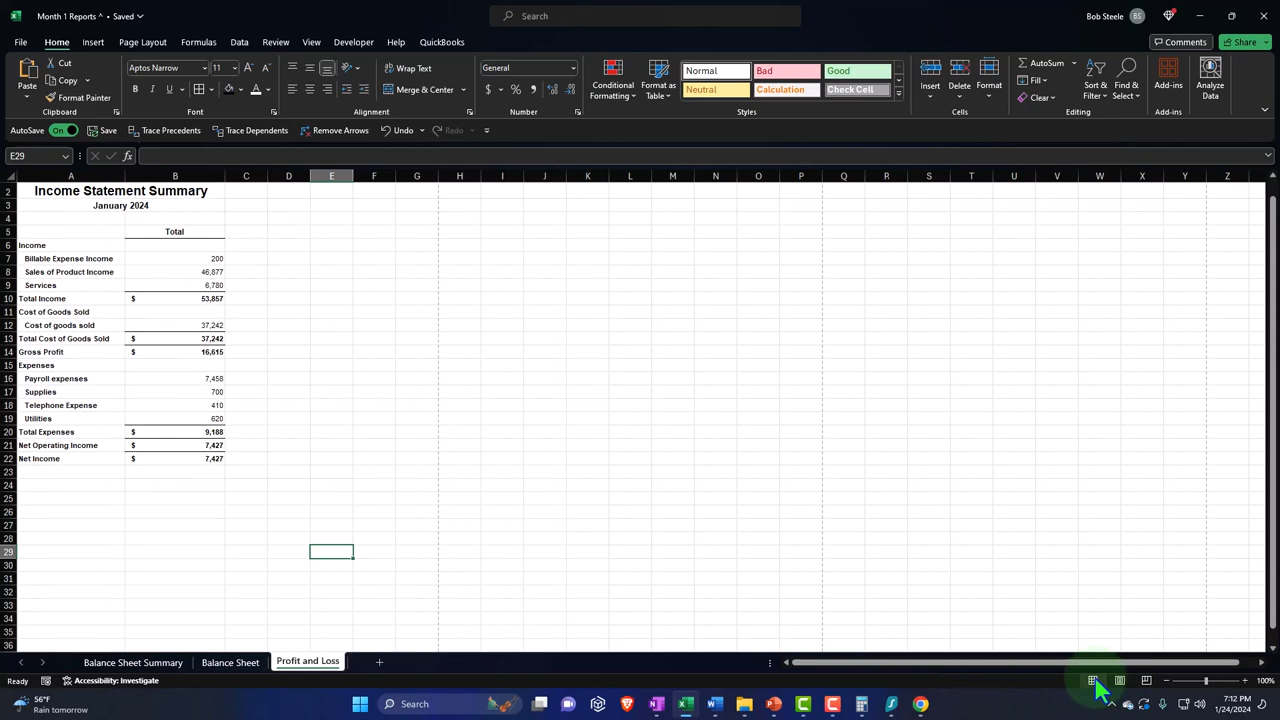 Month 1 Reports ^ • Saved
Search
Bob Steele BS
File Home Insert Page Layout Formulas Data Review View Developer Help QuickBooks
Comments Share
Paste Cut Copy Format Painter
Clipboard
Aptos Narrow 11
B I U
Font
Wrap Text
Merge & Center
Alignment
General
$ % 9
Number
Conditional Formatting Format as Table
Normal Bad Good
Neutral Calculation Check Cell
Styles
Insert Delete Format
Cells
AutoSum Fill Clear Sort & Filter Find & Select
Editing
Add-ins
Add-ins
Analyze Data
AutoSave On Save Trace Precedents Trace Dependents Remove Arrows Undo Redo
E29 fx
A B C D E F G H I J K L M N O P Q R S T U V W X Y Z
2 Income Statement Summary
3 January 2024
4
5 Total
6 Income
7 Billable Expense Income 200
8 Sales of Product Income 46,877
9 Services 6,780
10 Total Income $ 53,857
11 Cost of Goods Sold
12 Cost of goods sold 37,242
13 Total Cost of Goods Sold $ 37,242
14 Gross Profit $ 16,615
15 Expenses
16 Payroll expenses 7,458
17 Supplies 700
18 Telephone Expense 410
19 Utilities 620
20 Total Expenses $ 9,188
21 Net Operating Income $ 7,427
22 Net Income $ 7,427
23
24
25
26
27
28
29
30
31
32
33
34
35
36
Balance Sheet Summary Balance Sheet Profit and Loss
Ready Accessibility: Investigate 100%
56°F
Rain tomorrow
Search
7:12 PM
1/24/2024